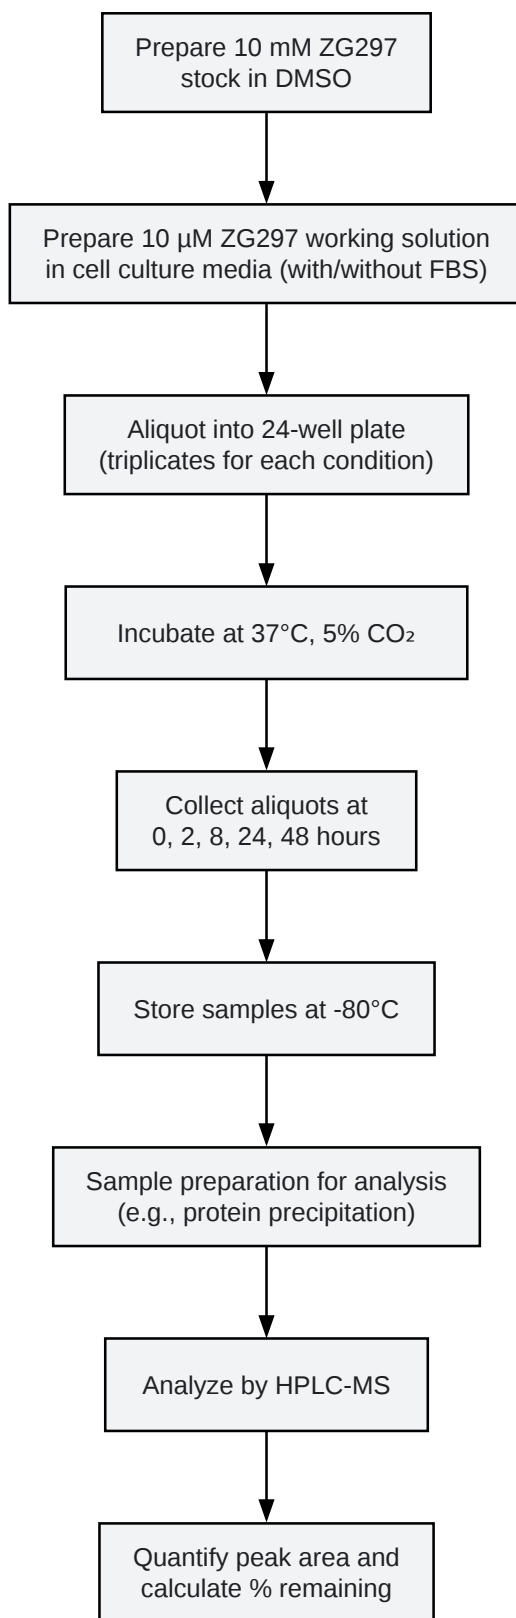 Prepare 10 mM ZG297
stock in DMSO
Prepare 10 µM ZG297 working solution
in cell culture media (with/without FBS)
Aliquot into 24-well plate
(triplicates for each condition)
Incubate at 37°C, 5% CO₂
Collect aliquots at
0, 2, 8, 24, 48 hours
Store samples at -80°C
Sample preparation for analysis
(e.g., protein precipitation)
Analyze by HPLC-MS
Quantify peak area and
calculate % remaining